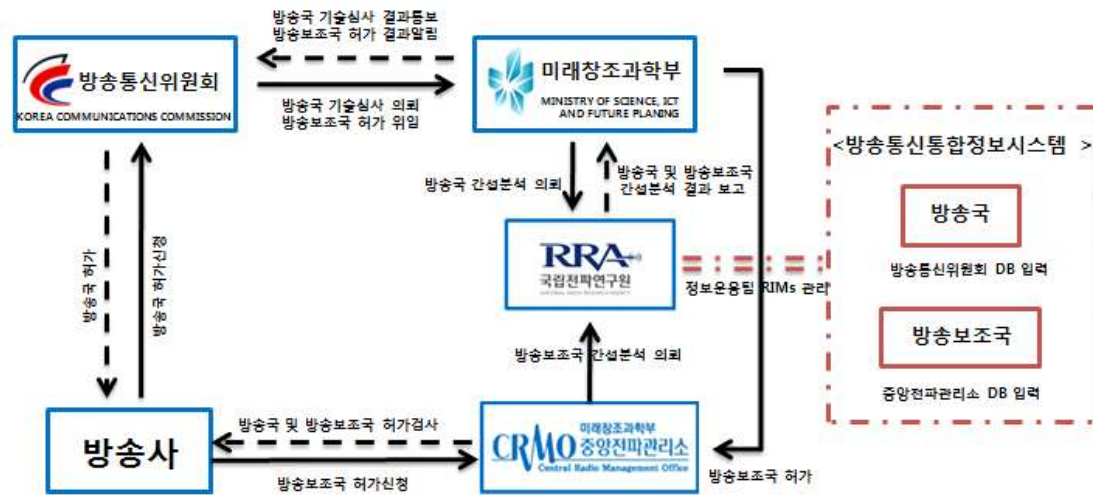 방송국 기술심사 결과통보
방송보조국 허가 결과알림
방송통신위원회
KOREA COMMUNICATIONS COMMISSION
미래창조과학부
MINISTRY OF SCIENCE, ICT
AND FUTURE PLANING
방송국 기술심사 의뢰
방송보조국 허가 위임
<방송통신통합정보시스템 >
방송국 간섭분석 의뢰
방송국 및 방송보조국
간섭분석 결과 보고
방송국
방송통신위원회 DB 입력
RRA
국립전파연구원
정보운용팀 RIMs 관리
방송국 허가
방송국 허가신청
방송보조국
중앙전파관리소 DB 입력
방송보조국 간섭분석 의뢰
방송사
방송국 및 방송보조국 허가검사
방송보조국 허가신청
CRMO
미래창조과학부
중앙전파관리소
Central Radio Management Office
방송보조국 허가